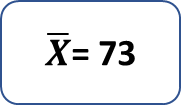 X̅ = 73